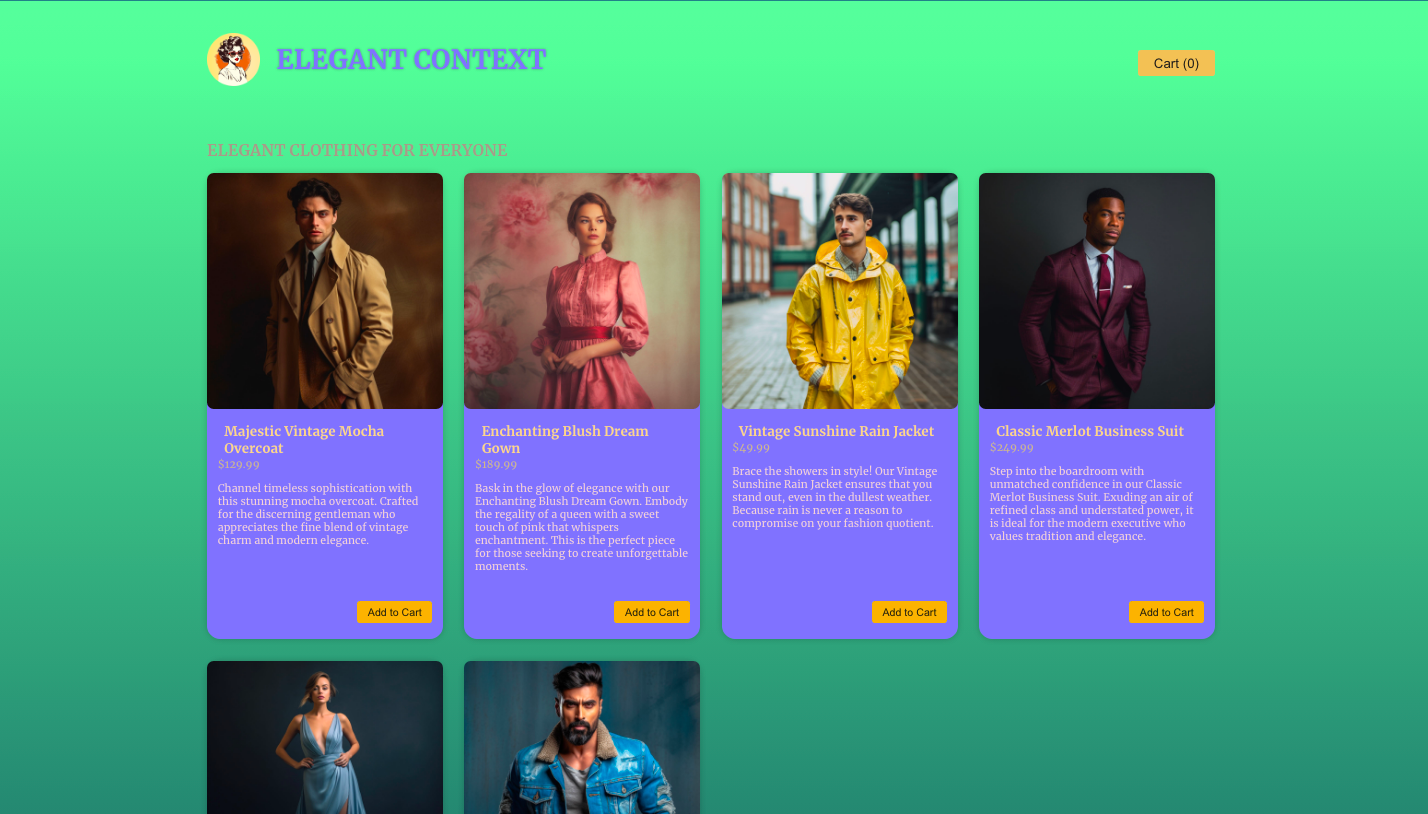 ELEGANT CONTEXT
Cart (0)
ELEGANT CLOTHING FOR EVERYONE
Majestic Vintage Mocha
Overcoat
$129.99
Channel timeless sophistication with
this stunning mocha overcoat. Crafted
for the discerning gentleman who
appreciates the fine blend of vintage
charm and modern elegance.
Add to Cart
Enchanting Blush Dream
Gown
$189.99
Bask in the glow of elegance with our
Enchanting Blush Dream Gown. Embody
the regality of a queen with a sweet
touch of pink that whispers
enchantment. This is the perfect piece
for those seeking to create unforgettable
moments.
Add to Cart
Vintage Sunshine Rain Jacket
$49.99
Brace the showers in style! Our Vintage
Sunshine Rain Jacket ensures that you
stand out, even in the dullest weather.
Because rain is never a reason to
compromise on your fashion quotient.
Add to Cart
Classic Merlot Business Suit
$249.99
Step into the boardroom with
unmatched confidence in our Classic
Merlot Business Suit. Exuding an air of
refined class and understated power, it
is ideal for the modern executive who
values tradition and elegance.
Add to Cart